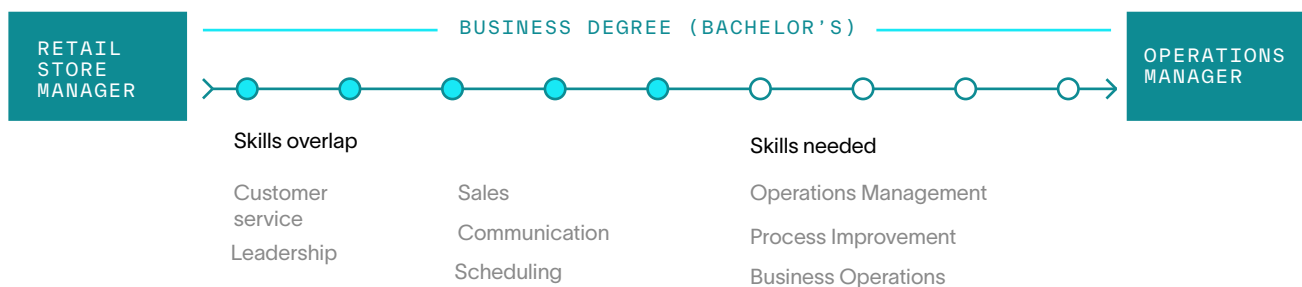 BUSINESS DEGREE (BACHELOR'S)
RETAIL
STORE
MANAGER
OPERATIONS
MANAGER
Skills overlap
Customer
service
Leadership
Sales
Communication
Scheduling
Skills needed
Operations Management
Process Improvement
Business Operations